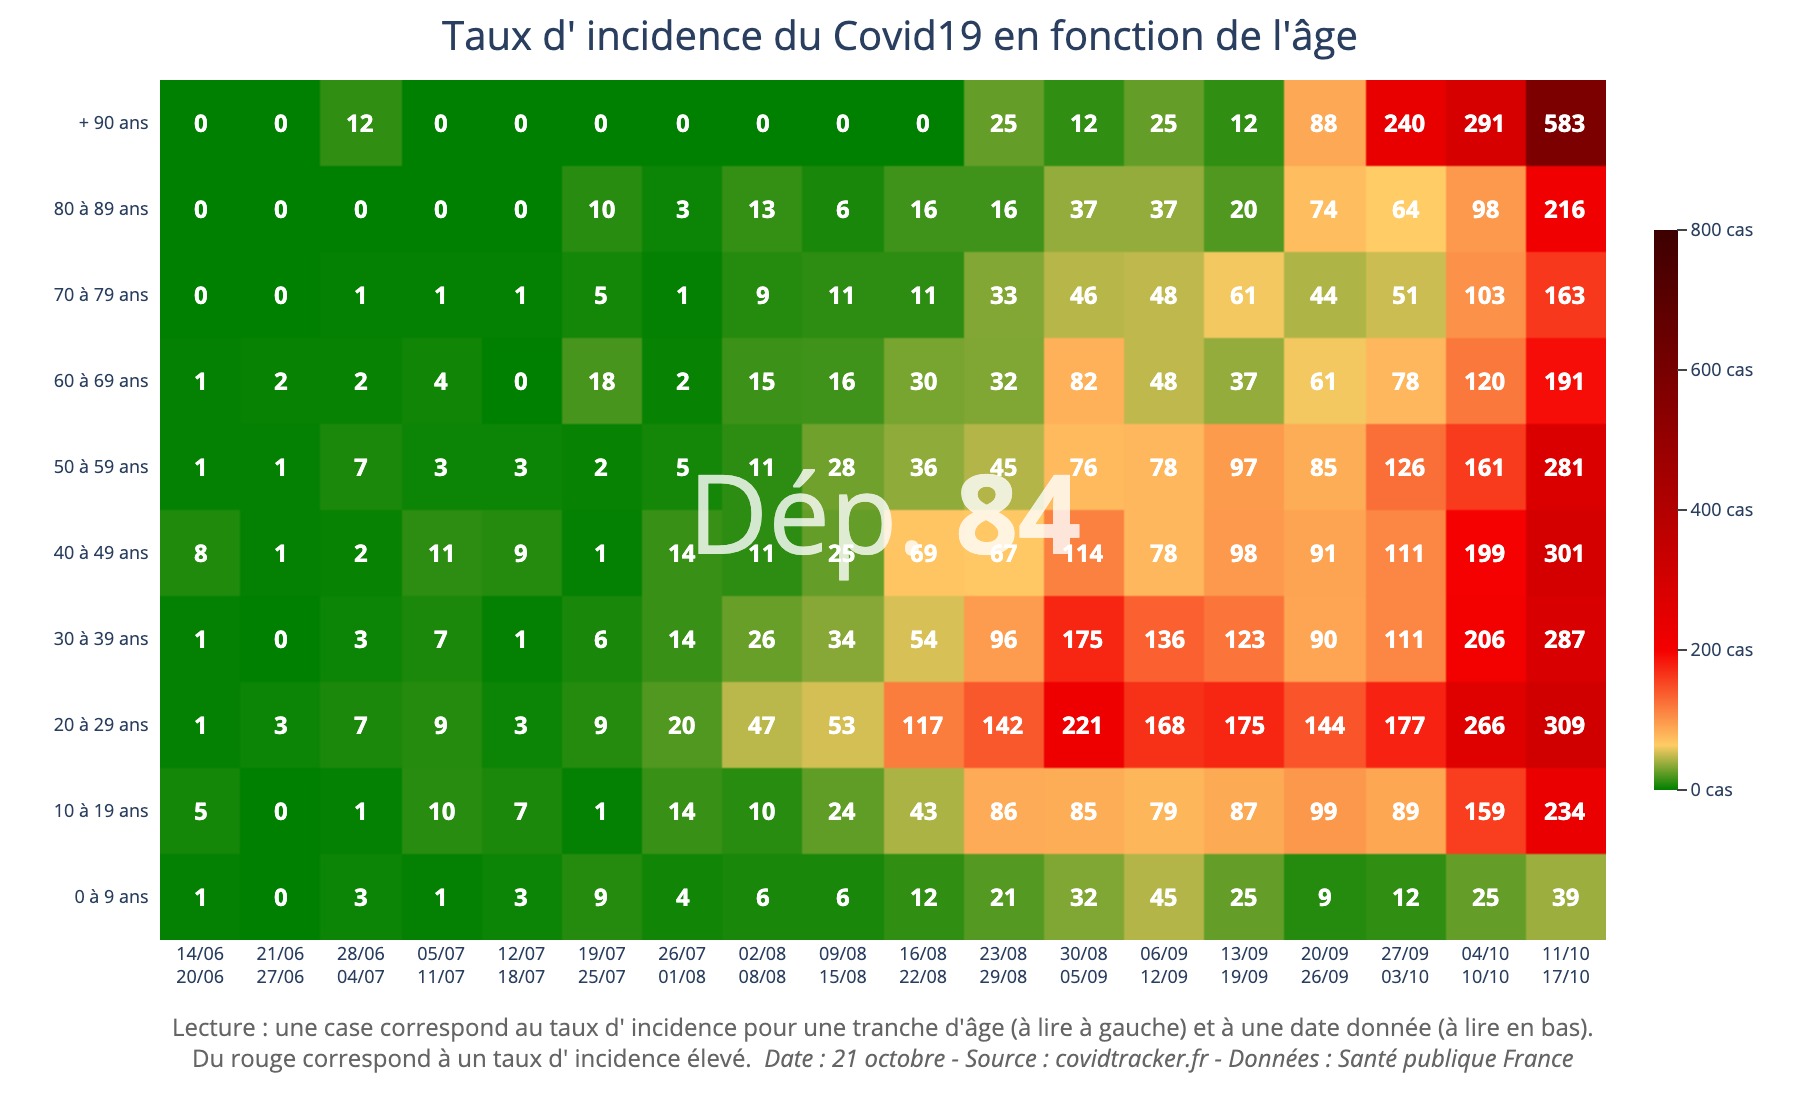 Taux d' incidence du Covid19 en fonction de l'âge
+ 90 ans 0 0 12 0 0 0 0 0 0 0 25 12 25 12 88 240 291 583
80 à 89 ans 0 0 0 0 0 10 3 13 6 16 16 37 37 20 74 64 98 216
70 à 79 ans 0 0 1 1 1 5 1 9 11 11 33 46 48 61 44 51 103 163
60 à 69 ans 1 2 2 4 0 18 2 15 16 30 32 82 48 37 61 78 120 191
50 à 59 ans 1 1 7 3 3 2 5 11 28 36 45 76 78 97 85 126 161 281
Dép. 84
40 à 49 ans 8 1 2 11 9 1 14 11 25 69 67 114 78 98 91 111 199 301
30 à 39 ans 1 0 3 7 1 6 14 26 34 54 96 175 136 123 90 111 206 287
20 à 29 ans 1 3 7 9 3 9 20 47 53 117 142 221 168 175 144 177 266 309
10 à 19 ans 5 0 1 10 7 1 14 10 24 43 86 85 79 87 99 89 159 234
0 à 9 ans 1 0 3 1 3 9 4 6 6 12 21 32 45 25 9 12 25 39
14/06 21/06 28/06 05/07 12/07 19/07 26/07 02/08 09/08 16/08 23/08 30/08 06/09 13/09 20/09 27/09 04/10 11/10
20/06 27/06 04/07 11/07 18/07 25/07 01/08 08/08 15/08 22/08 29/08 05/09 12/09 19/09 26/09 03/10 10/10 17/10
800 cas
600 cas
400 cas
200 cas
0 cas
Lecture : une case correspond au taux d' incidence pour une tranche d'âge (à lire à gauche) et à une date donnée (à lire en bas).
Du rouge correspond à un taux d' incidence élevé. Date : 21 octobre - Source : covidtracker.fr - Données : Santé publique France